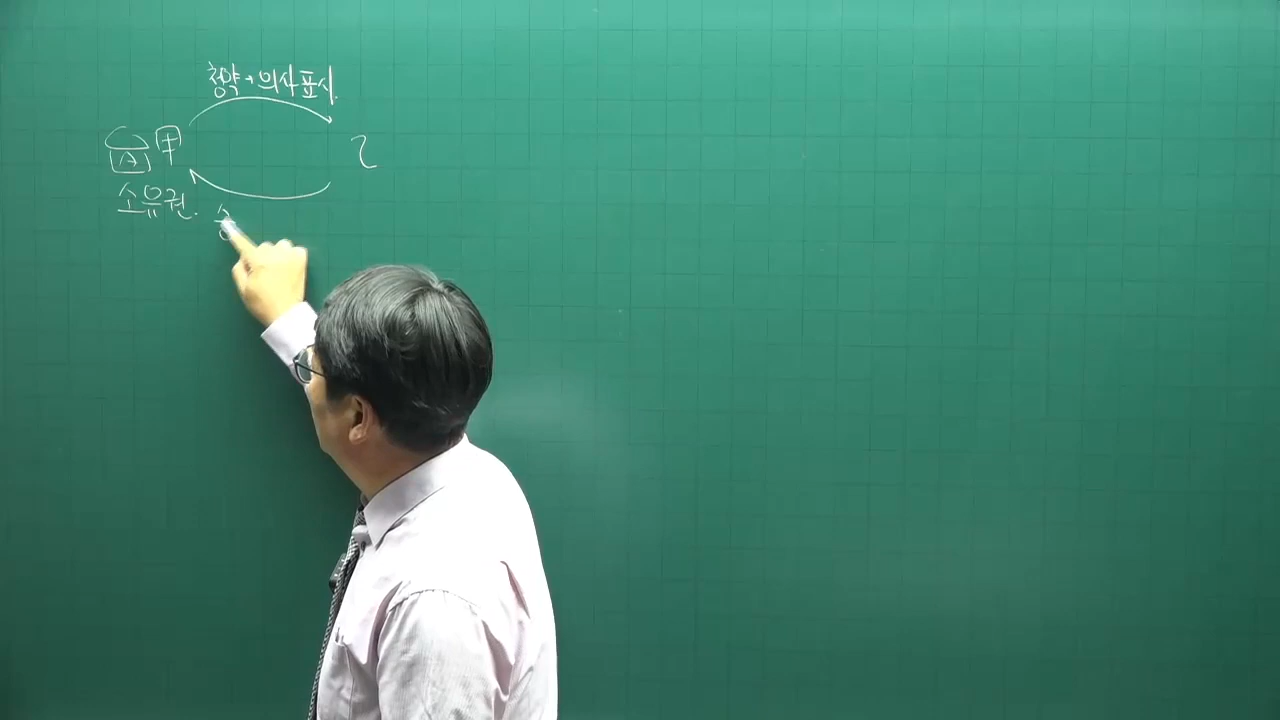 청약 + 의사표시.
甲 乙
소유권.